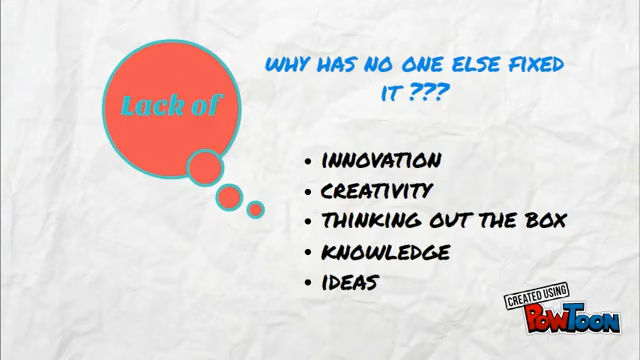 Lack of
WHY HAS NO ONE ELSE FIXED
IT ???
• INNOVATION
• CREATIVITY
• THINKING OUT THE BOX
• KNOWLEDGE
• IDEAS
CREATED USING
POWTOON